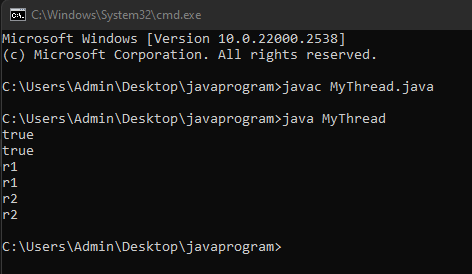 C:\Windows\System32\cmd.exe
Microsoft Windows [Version 10.0.22000.2538]
(c) Microsoft Corporation. All rights reserved.
C:\Users\Admin\Desktop\javaprogram>javac MyThread.java
C:\Users\Admin\Desktop\javaprogram>java MyThread
true
true
r1
r1
r2
r2
C:\Users\Admin\Desktop\javaprogram>